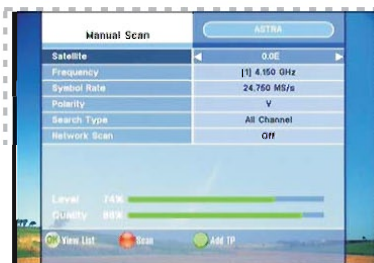 Manual Scan
ASTRA
Satellite 0.0E
Frequency [1] 4.150 GHz
Symbol Rate 24.750 MS/s
Polarity V
Search Type All Channel
Network Scan Off
Level 74%
Quality 88%
OK View List Scan Add TP